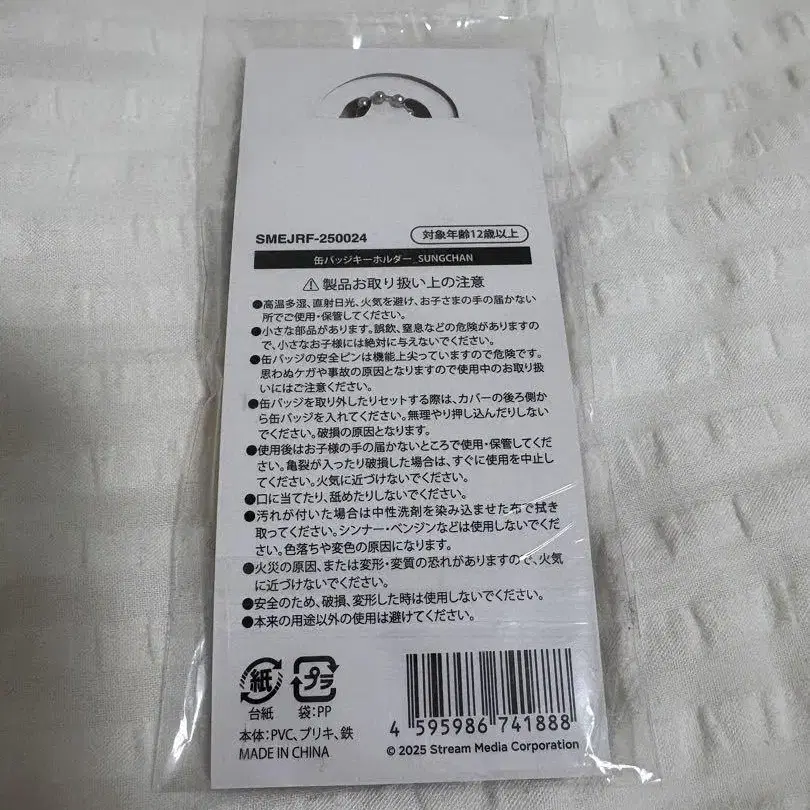 SMEJRF-250024
対象年齢12歳以上
缶バッジキーホルダー_SUNGCHAN
製品お取り扱い上の注意
●高温多湿、直射日光、火気を避け、お子さまの手の届かない
所でご使用・保管してください。
●小さな部品があります。誤飲、窒息などの危険がありますの
で、小さなお子様には絶対に与えないでください。
●缶バッジの安全ピンは機能上尖っていますので危険です。
思わぬケガや事故の原因となりますので使用中のお取り扱
いにはご注意ください。
●缶バッジを取り外したりセットする際は、カバーの後ろ側か
ら缶バッジを入れてください。無理やり押し込んだりしない
でください。破損の原因となります。
●使用後はお子様の手の届かないところで使用・保管してくだ
さい。亀裂が入ったり破損した場合は、すぐに使用を中止し
てください。火気に近づけないでください。
●口に当てたり、舐めたりしないでください。
●汚れが付いた場合は中性洗剤を染み込ませた布で拭き
取ってください。シンナー・ベンジンなどは使用しないでくだ
さい。色落ちや変色の原因になります。
●火災の原因、または変形・変質の恐れがありますので、火気
に近づけないでください。
●安全のため、破損、変形した時は使用しないでください。
●本来の用途以外の使用は避けてください。
紙
台紙
プラ
袋:PP
本体:PVC、ブリキ、鉄
MADE IN CHINA
4 595986 741888
© 2025 Stream Media Corporation